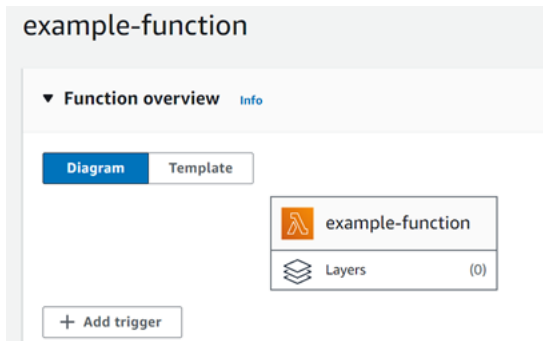 example-function
▼ Function overview Info
Diagram Template
example-function
Layers (0)
+ Add trigger